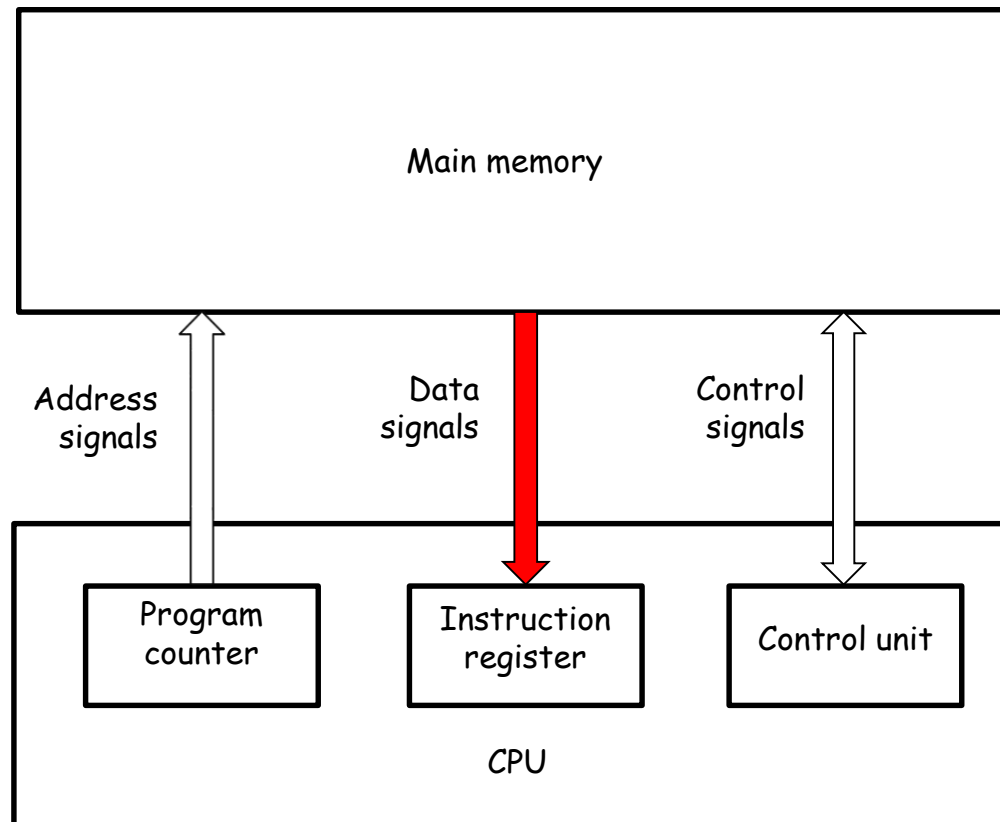 Main memory
Address
signals
Data
signals
Control
signals
Program
counter
Instruction
register
Control unit
CPU